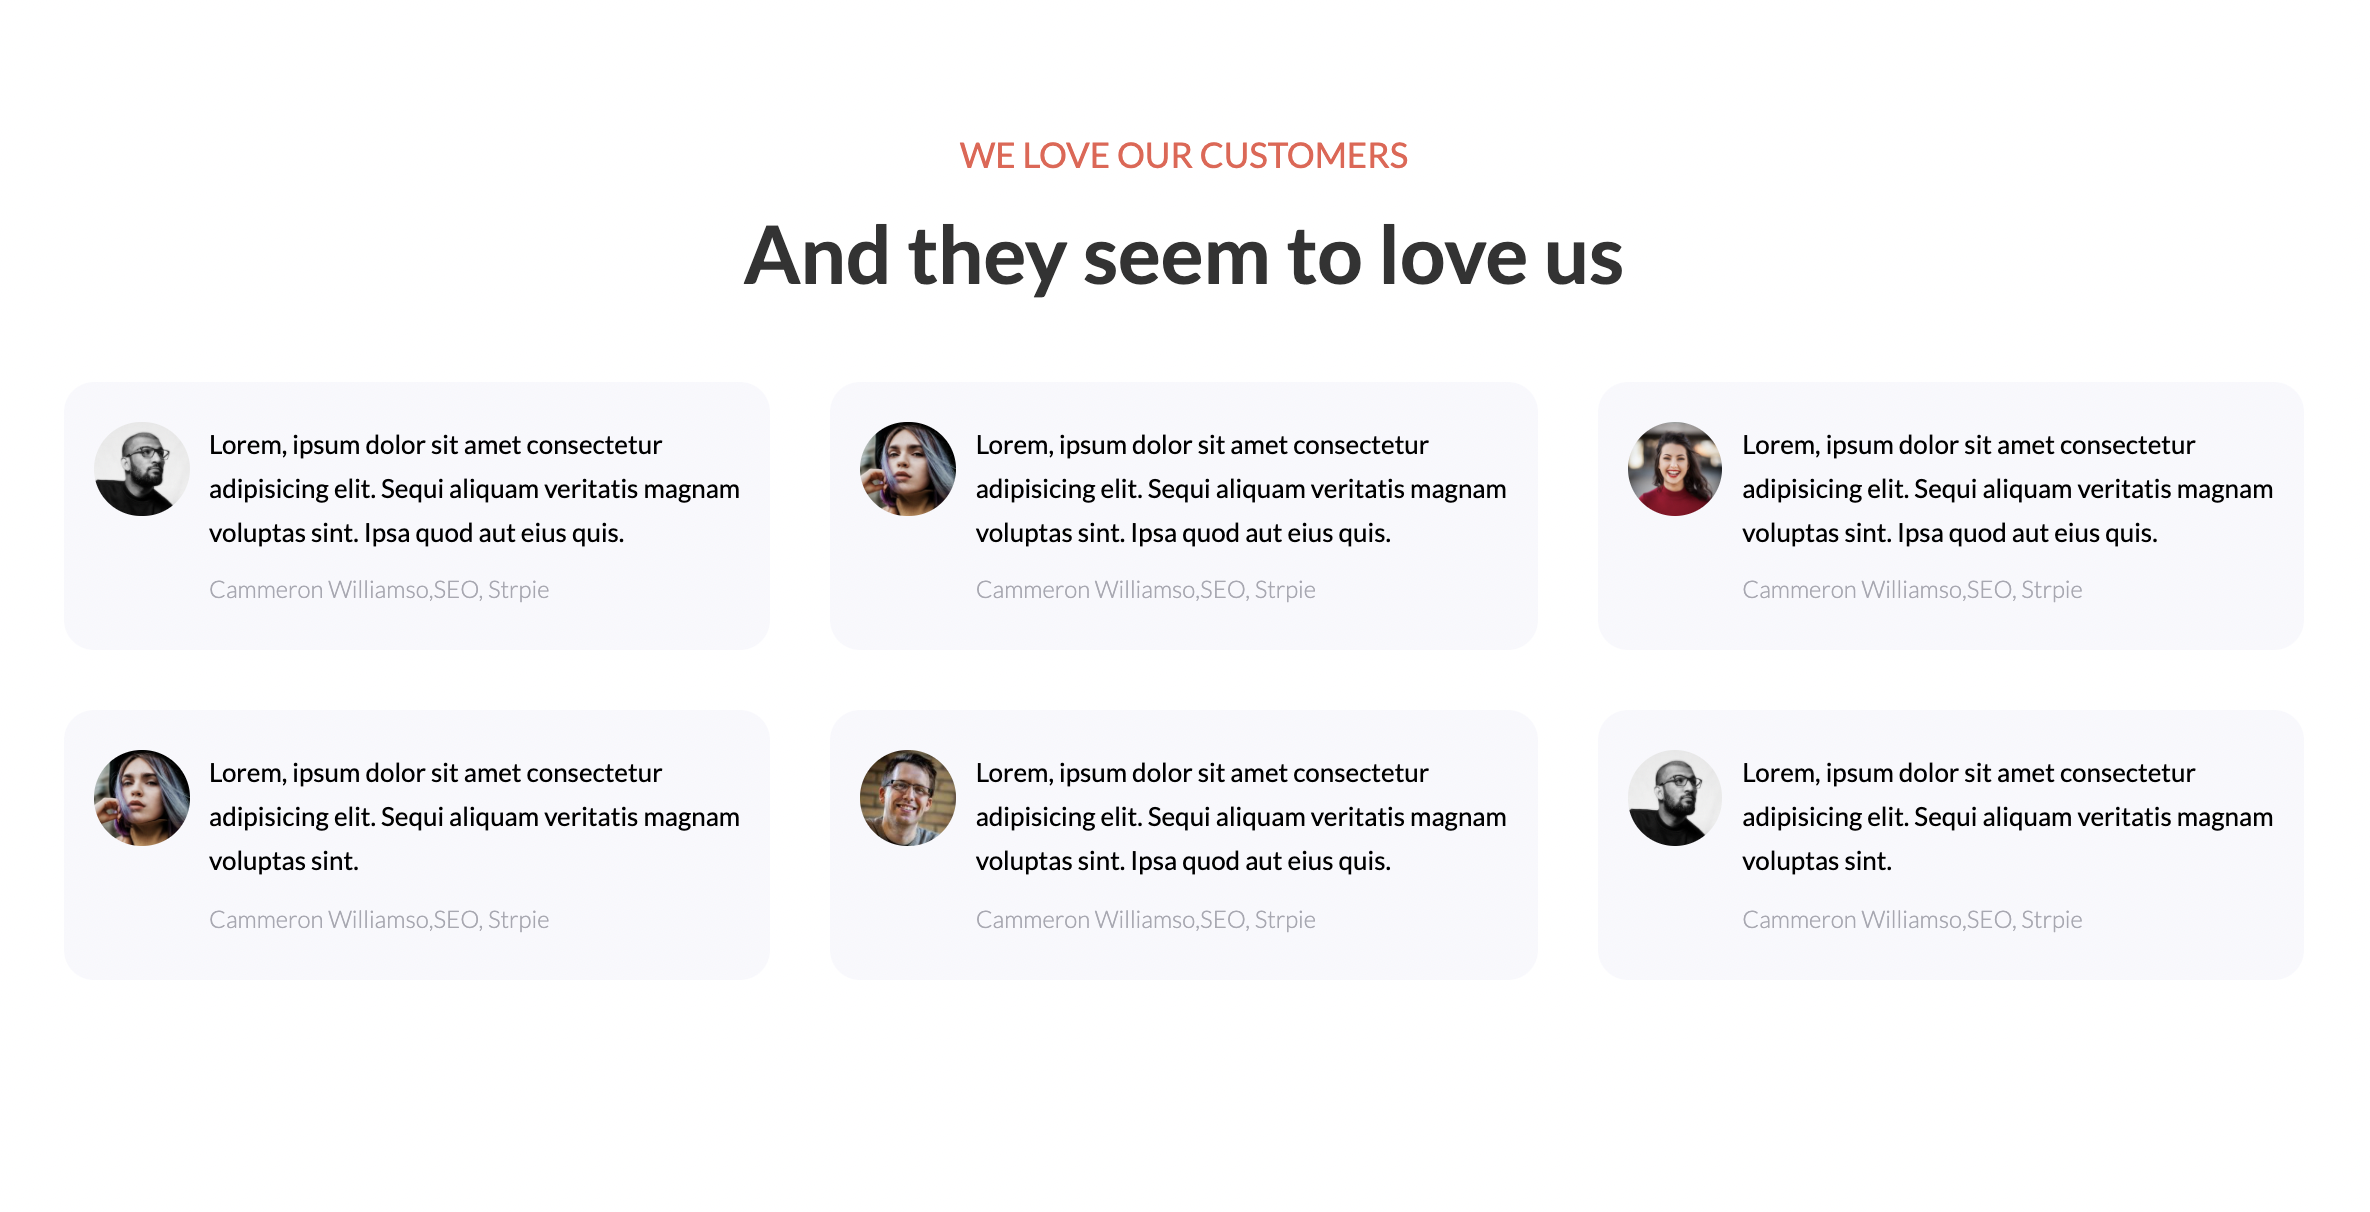 WE LOVE OUR CUSTOMERS
And they seem to love us
Lorem, ipsum dolor sit amet consectetur
adipisicing elit. Sequi aliquam veritatis magnam
voluptas sint. Ipsa quod aut eius quis.
Cammeron Williamso,SEO, Strpie
Lorem, ipsum dolor sit amet consectetur
adipisicing elit. Sequi aliquam veritatis magnam
voluptas sint. Ipsa quod aut eius quis.
Cammeron Williamso,SEO, Strpie
Lorem, ipsum dolor sit amet consectetur
adipisicing elit. Sequi aliquam veritatis magnam
voluptas sint. Ipsa quod aut eius quis.
Cammeron Williamso,SEO, Strpie
Lorem, ipsum dolor sit amet consectetur
adipisicing elit. Sequi aliquam veritatis magnam
voluptas sint.
Cammeron Williamso,SEO, Strpie
Lorem, ipsum dolor sit amet consectetur
adipisicing elit. Sequi aliquam veritatis magnam
voluptas sint. Ipsa quod aut eius quis.
Cammeron Williamso,SEO, Strpie
Lorem, ipsum dolor sit amet consectetur
adipisicing elit. Sequi aliquam veritatis magnam
voluptas sint.
Cammeron Williamso,SEO, Strpie